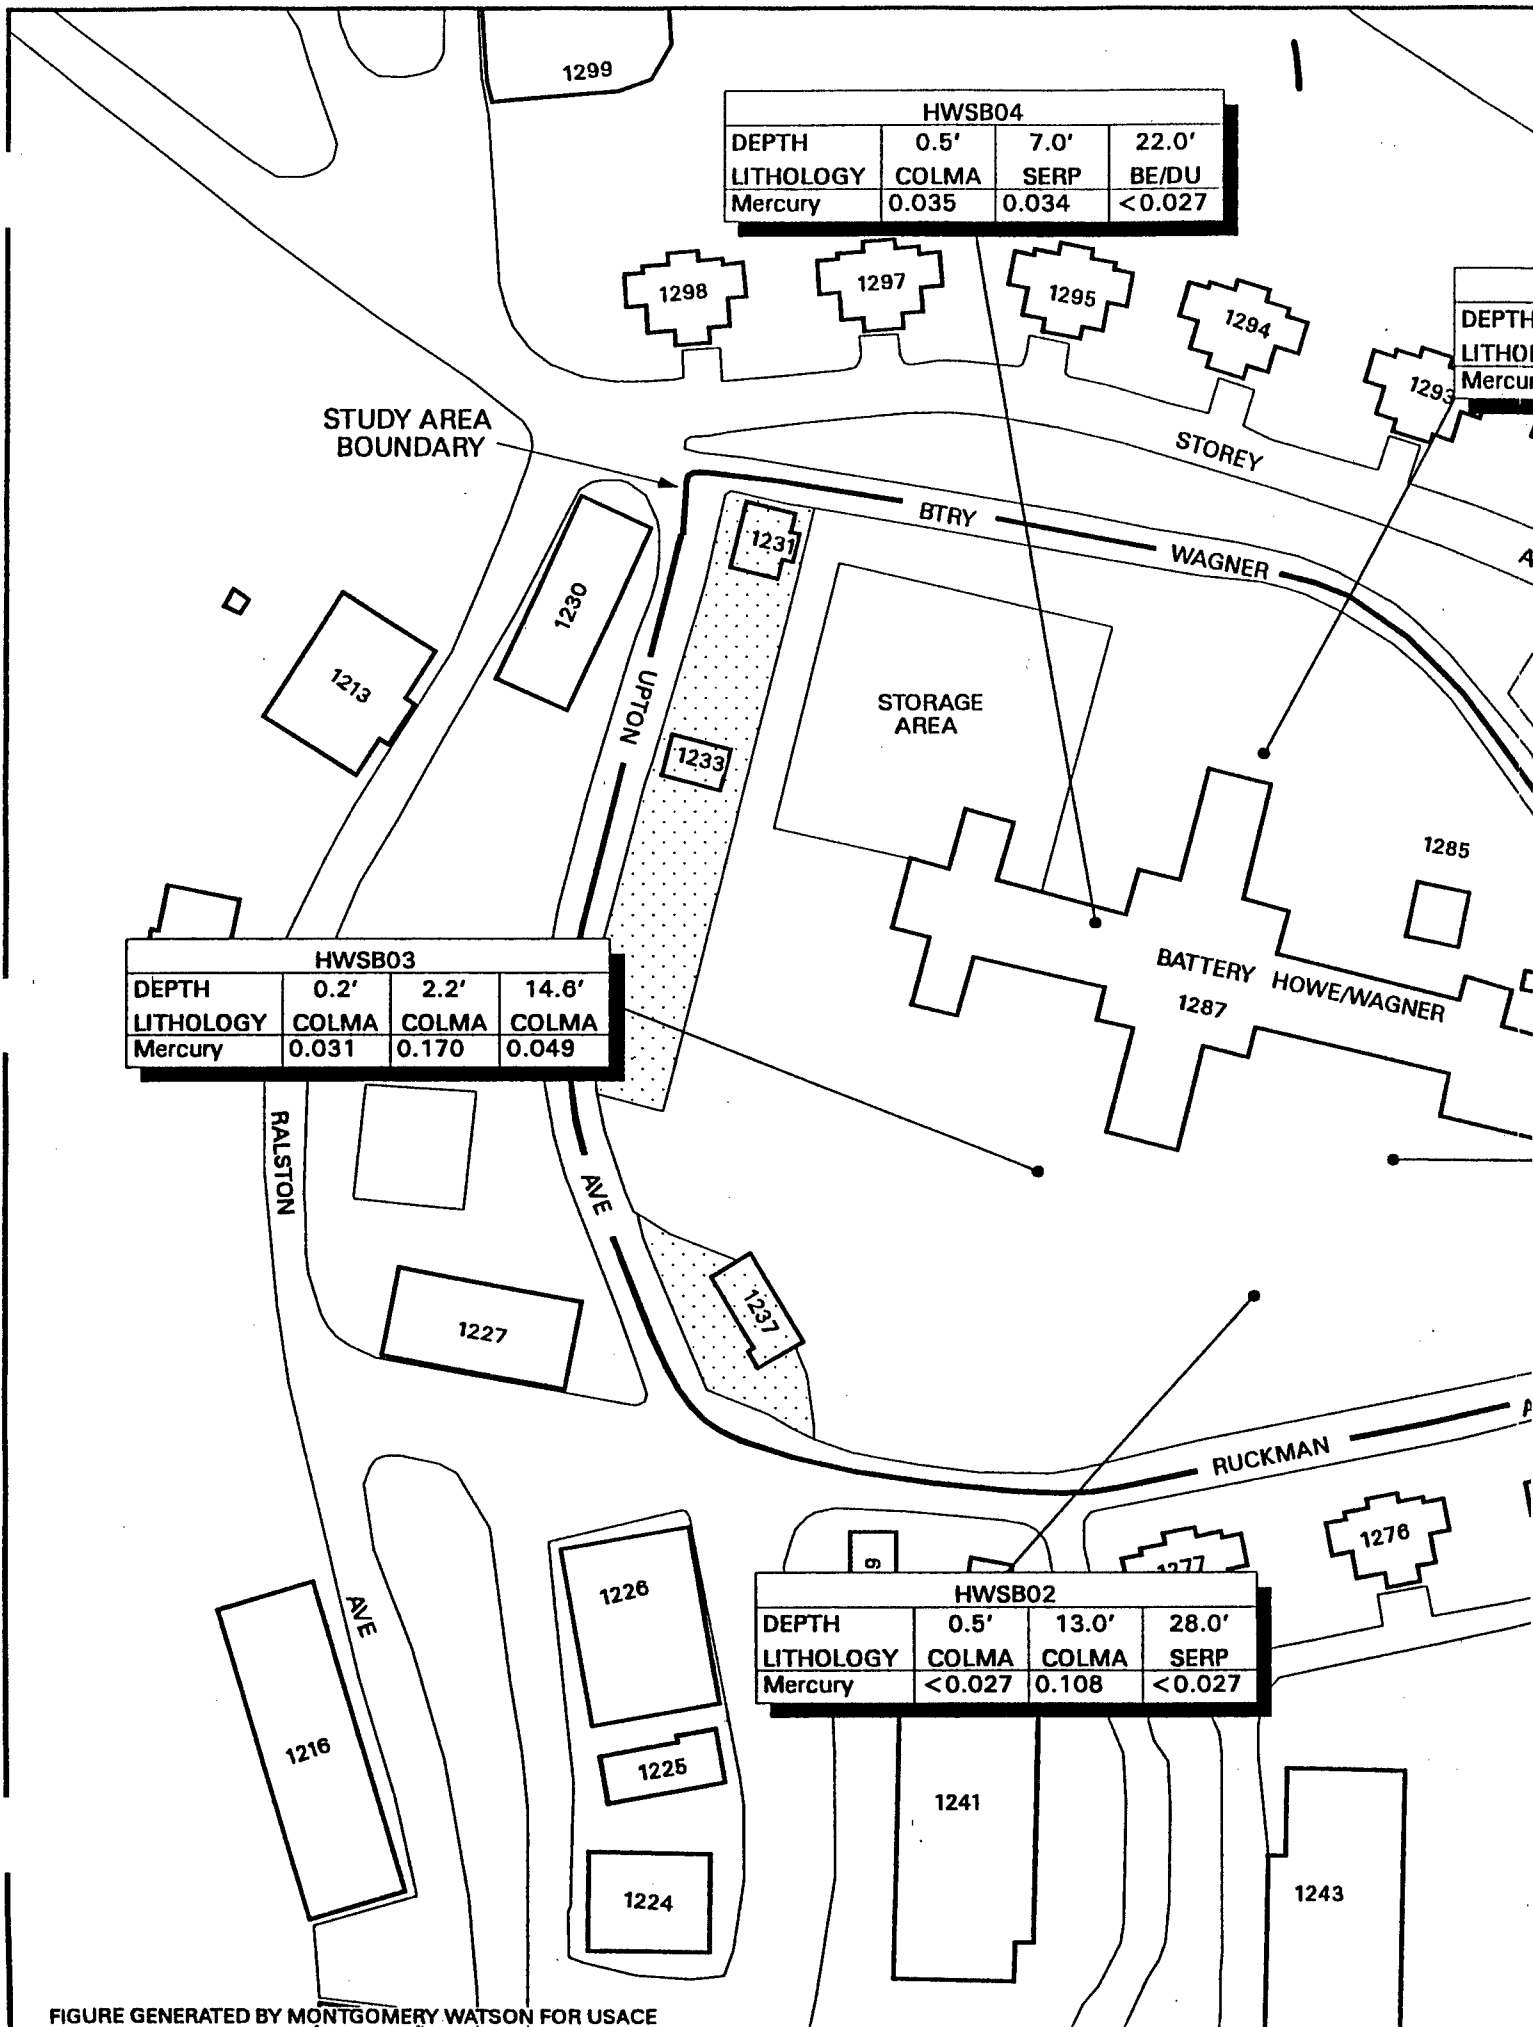 1299
HWSB04
DEPTH 0.5' 7.0' 22.0'
LITHOLOGY COLMA SERP BE/DU
Mercury 0.035 0.034 <0.027
1298
1297
1295
1294
1293
DEPTH
STUDY AREA
BOUNDARY
STOREY
BTRY
WAGNER
1231
1230
1213
UPTON
1233
STORAGE
AREA
1285
BATTERY HOWE/WAGNER
1287
HWSB03
DEPTH 0.2' 2.2' 14.6'
LITHOLOGY COLMA COLMA COLMA
Mercury 0.031 0.170 0.049
RALSTON
AVE
1237
1227
RUCKMAN
1276
1277
1226
AVE
HWSB02
DEPTH 0.5' 13.0' 28.0'
LITHOLOGY COLMA COLMA SERP
Mercury <0.027 0.108 <0.027
1216
1225
1241
1224
1243
FIGURE GENERATED BY MONTGOMERY WATSON FOR USACE